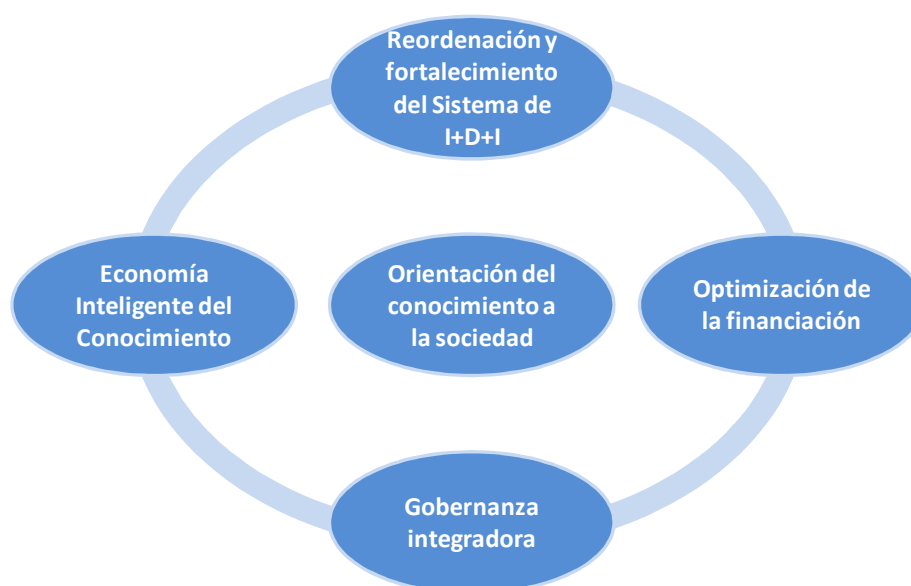 Reordenación y
fortalecimiento
del Sistema de
I+D+I
Economía
Inteligente del
Conocimiento
Orientación del
conocimiento a
la sociedad
Optimización de
la financiación
Gobernanza
integradora